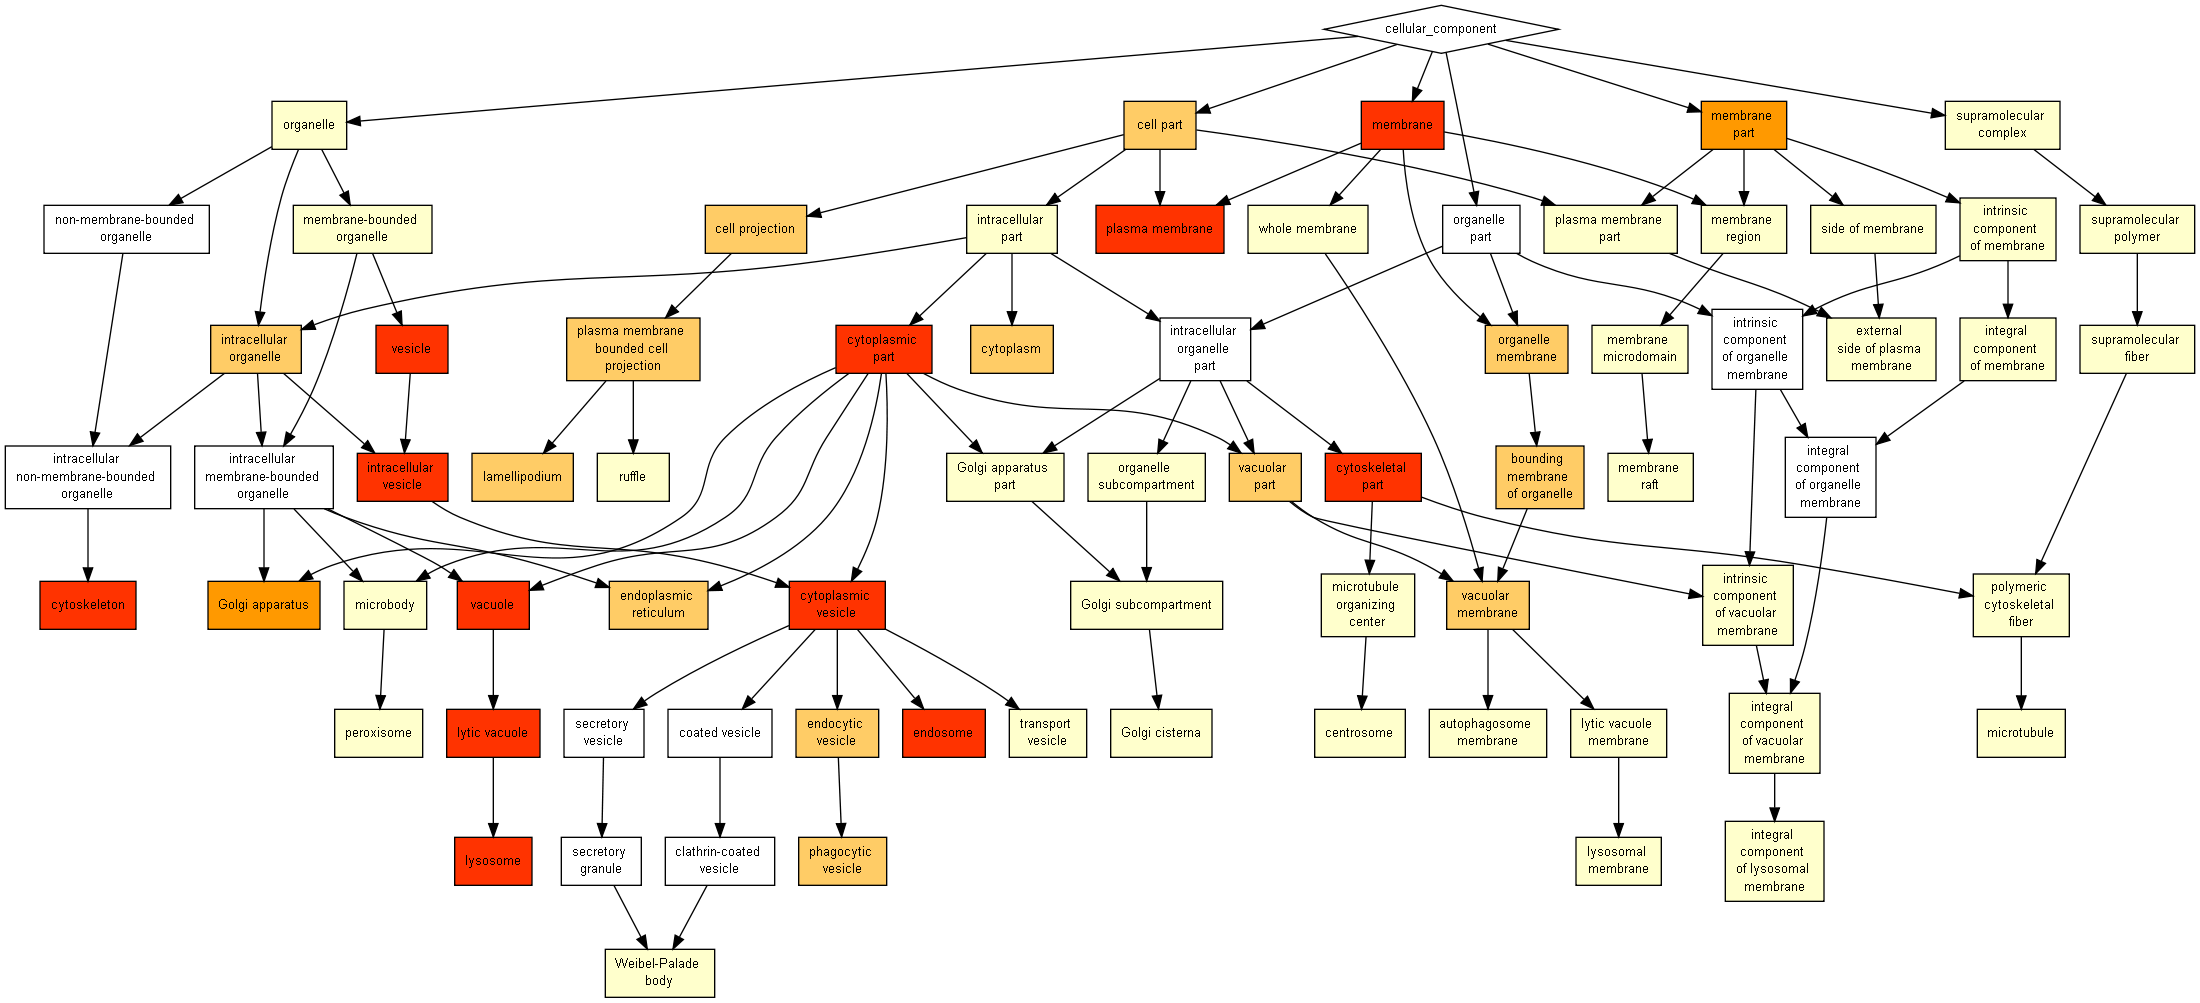 cellular_component
organelle
cell part
membrane
membrane
part
supramolecular
complex
non-membrane-bounded
organelle
membrane-bounded
organelle
cell projection
intracellular
part
plasma membrane
whole membrane
organelle
part
plasma membrane
part
membrane
region
side of membrane
intrinsic
component
of membrane
supramolecular
polymer
intracellular
organelle
vesicle
plasma membrane
bounded cell
projection
cytoplasmic
part
cytoplasm
intracellular
organelle
part
organelle
membrane
membrane
microdomain
intrinsic
component
of organelle
membrane
external
side of plasma
membrane
integral
component
of membrane
supramolecular
fiber
intracellular
non-membrane-bounded
organelle
intracellular
membrane-bounded
organelle
intracellular
vesicle
lamellipodium
ruffle
Golgi apparatus
part
organelle
subcompartment
vacuolar
part
cytoskeletal
part
bounding
membrane
of organelle
membrane
raft
integral
component
of organelle
membrane
cytoskeleton
Golgi apparatus
microbody
vacuole
endoplasmic
reticulum
cytoplasmic
vesicle
Golgi subcompartment
microtubule
organizing
center
vacuolar
membrane
intrinsic
component
of vacuolar
membrane
polymeric
cytoskeletal
fiber
peroxisome
lytic vacuole
secretory
vesicle
coated vesicle
endocytic
vesicle
endosome
transport
vesicle
Golgi cisterna
centrosome
autophagosome
membrane
lytic vacuole
membrane
integral
component
of vacuolar
membrane
microtubule
lysosome
secretory
granule
clathrin-coated
vesicle
phagocytic
vesicle
lysosomal
membrane
integral
component
of lysosomal
membrane
Weibel-Palade
body